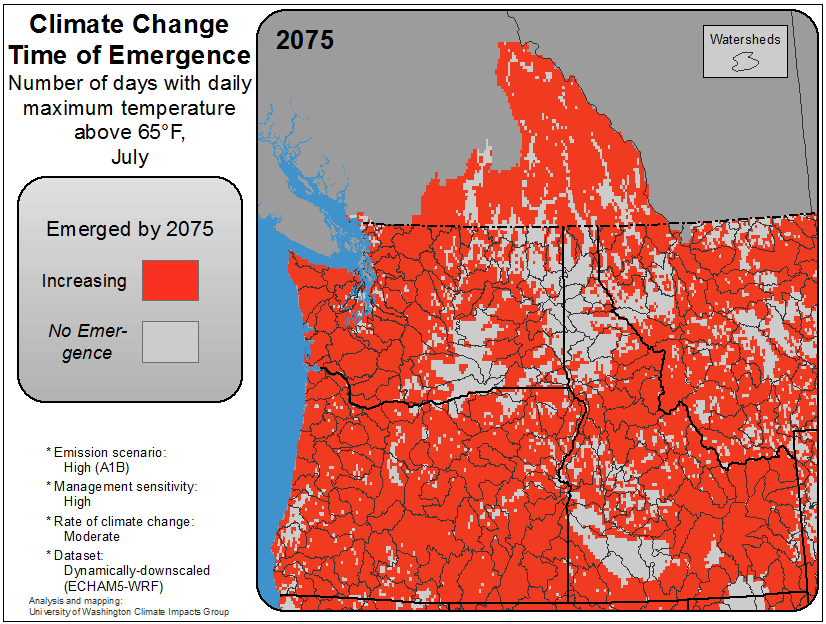 Climate Change
Time of Emergence
Number of days with daily
maximum temperature
above 65°F,
July
Emerged by 2075
Increasing
No Emer-
gence
* Emission scenario:
High (A1B)
* Management sensitivity:
High
* Rate of climate change:
Moderate
* Dataset:
Dynamically-downscaled
(ECHAM5-WRF)
Analysis and mapping:
University of Washington Climate Impacts Group
2075
Watersheds